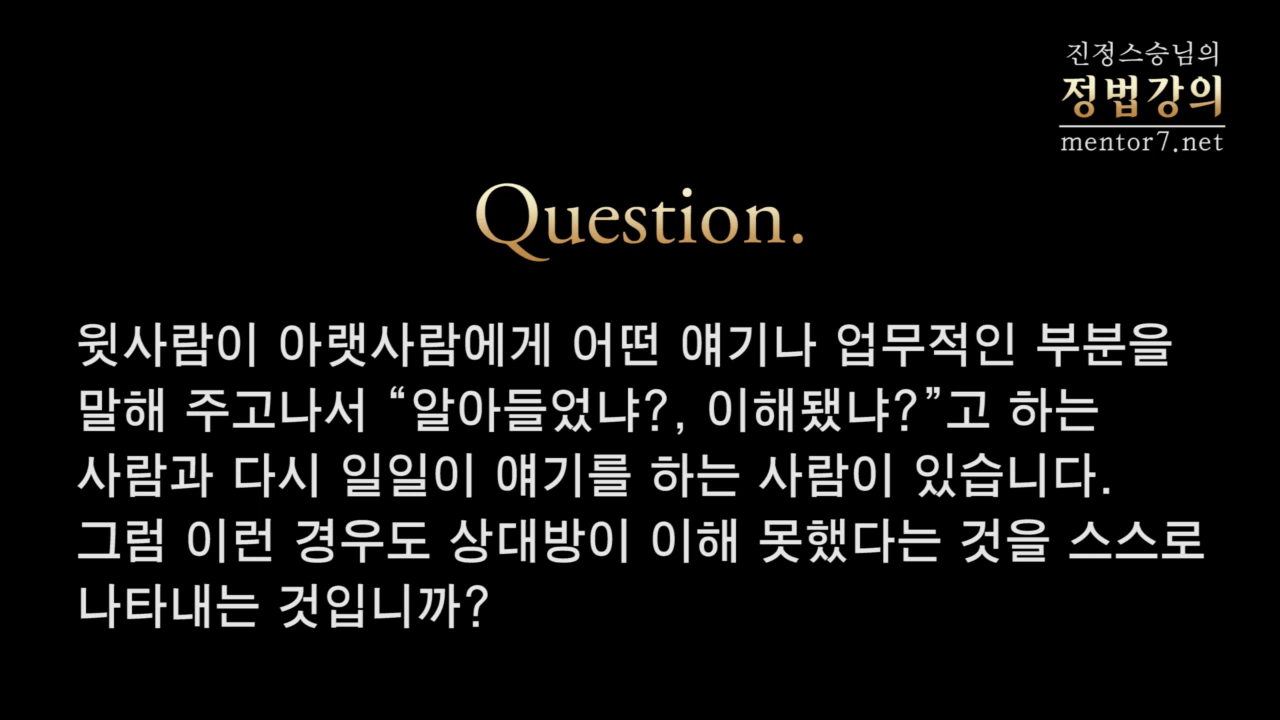 진정스승님의
정법강의
mentor7.net
Question.
윗사람이 아랫사람에게 어떤 얘기나 업무적인 부분을
말해 주고나서 “알아들었냐?, 이해됐냐?”고 하는
사람과 다시 일일이 얘기를 하는 사람이 있습니다.
그럼 이런 경우도 상대방이 이해 못했다는 것을 스스로
나타내는 것입니까?